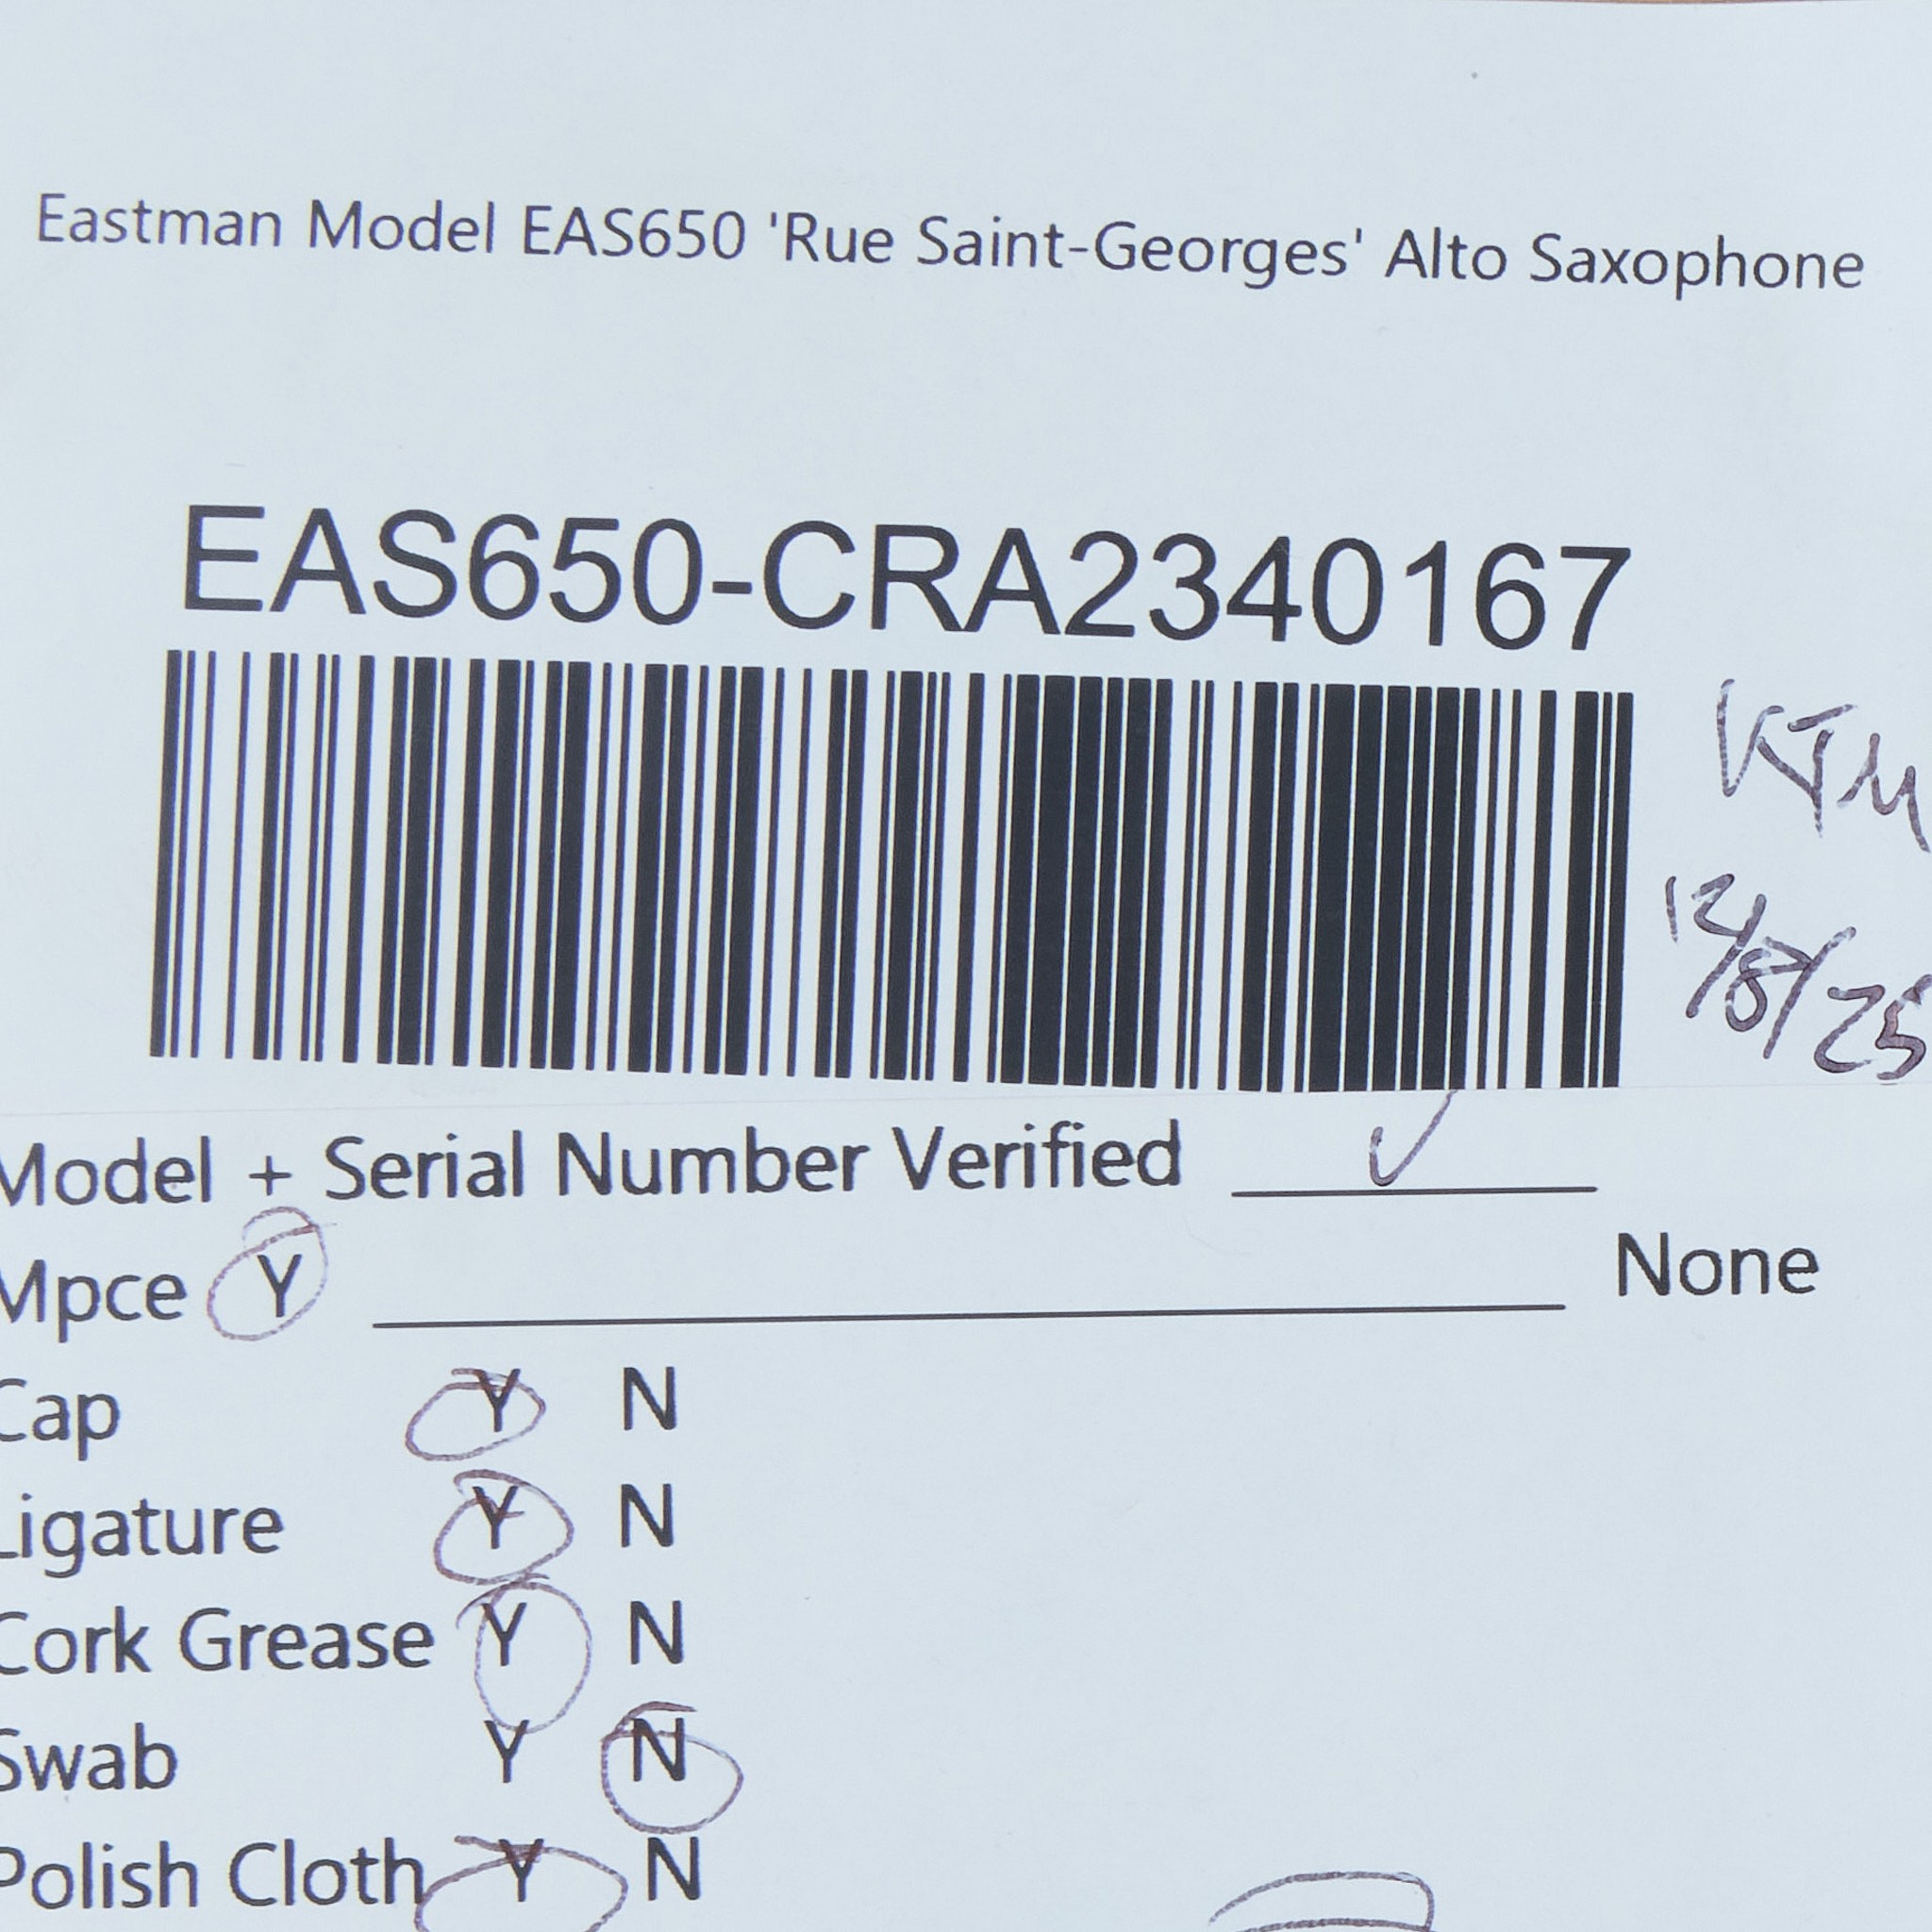 Eastman Model EAS650 'Rue Saint-Georges' Alto Saxophone
EAS650-CRA2340167
KTM
12/8/25
Model + Serial Number Verified ✓
Mpce Y None
Cap Y N
Ligature Y N
Cork Grease Y N
Swab Y N
Polish Cloth Y N